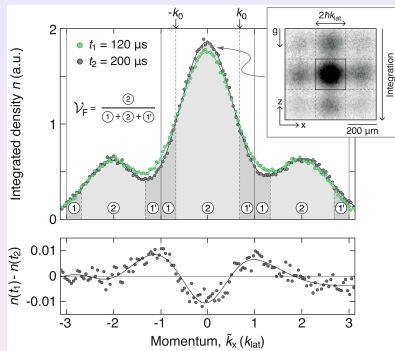 -k₀ k₀
2
t₁ = 120 µs
t₂ = 200 µs
𝒱_F = ② / (① + ② + ①')
1
0
Integrated density n (a.u.)
① ② ①' ① ② ①' ① ② ①'
2ħk_lat
g
z
x
Integration
200 µm
0.01
0
-0.01
n(t₁) - n(t₂)
-3 -2 -1 0 1 2 3
Momentum, k̃ₓ (k_lat)